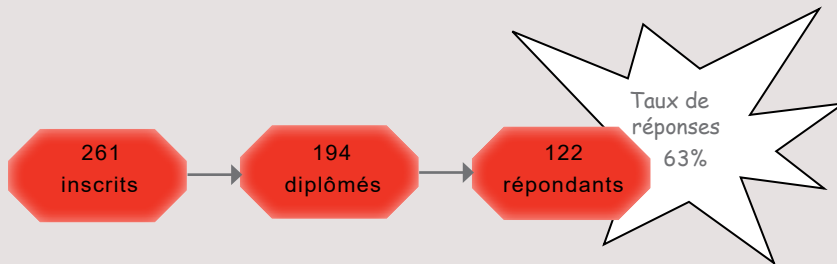 261
inscrits
194
diplômés
122
répondants
Taux de
réponses
63%